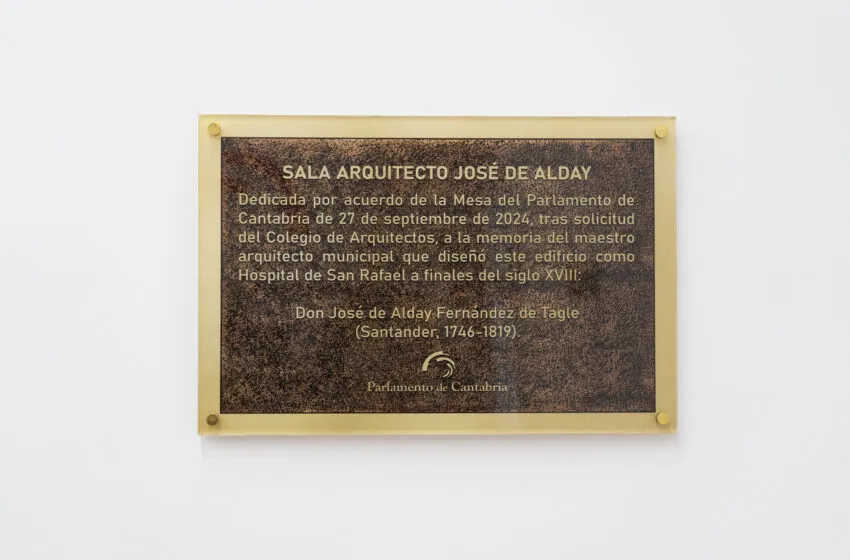 SALA ARQUITECTO JOSÉ DE ALDAY
Dedicada por acuerdo de la Mesa del Parlamento de
Cantabria de 27 de septiembre de 2024, tras solicitud
del Colegio de Arquitectos, a la memoria del maestro
arquitecto municipal que diseñó este edificio como
Hospital de San Rafael a finales del siglo XVIII:
Don José de Alday Fernández de Tagle
(Santander, 1746-1819).
Parlamento de Cantabria